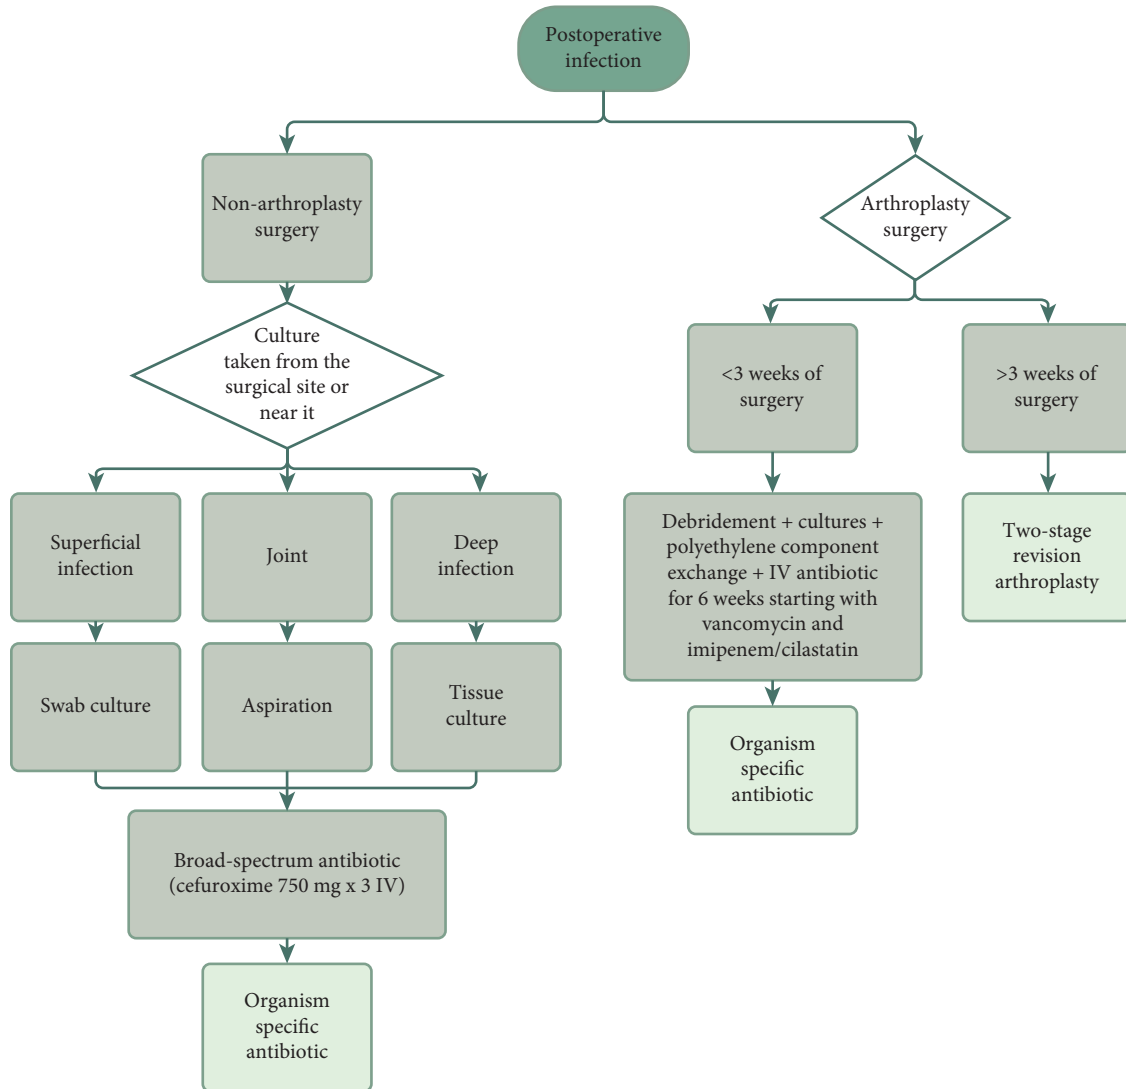 Postoperative
infection
Non-arthroplasty
surgery
Arthroplasty
surgery
Culture
taken from the
surgical site or
near it
<3 weeks of
surgery
>3 weeks of
surgery
Superficial
infection
Joint
Deep
infection
Debridement + cultures +
polyethylene component
exchange + IV antibiotic
for 6 weeks starting with
vancomycin and
imipenem/cilastatin
Two-stage
revision
arthroplasty
Swab culture
Aspiration
Tissue
culture
Organism
specific
antibiotic
Broad-spectrum antibiotic
(cefuroxime 750 mg x 3 IV)
Organism
specific
antibiotic